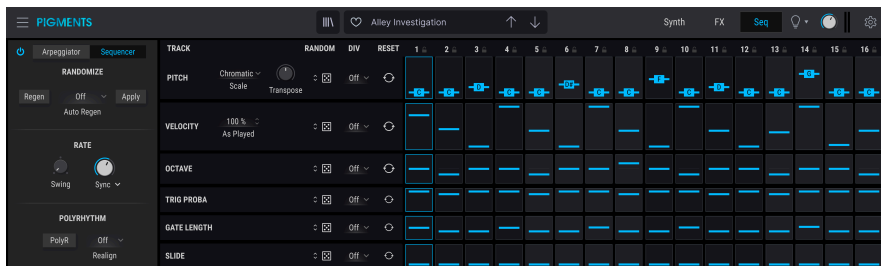 PIGMENTS
Alley Investigation
Synth FX Seq
Arpeggiator Sequencer
TRACK RANDOM DIV RESET 1 2 3 4 5 6 7 8 9 10 11 12 13 14 15 16
RANDOMIZE
PITCH Chromatic Off
Scale Transpose
C C D C C D# C C F C D C C G C C
Regen Off Apply
Auto Regen
VELOCITY 100 % Off
As Played
RATE
OCTAVE Off
Swing Sync
TRIG PROBA Off
POLYRHYTHM
GATE LENGTH Off
PolyR Off
Realign
SLIDE Off